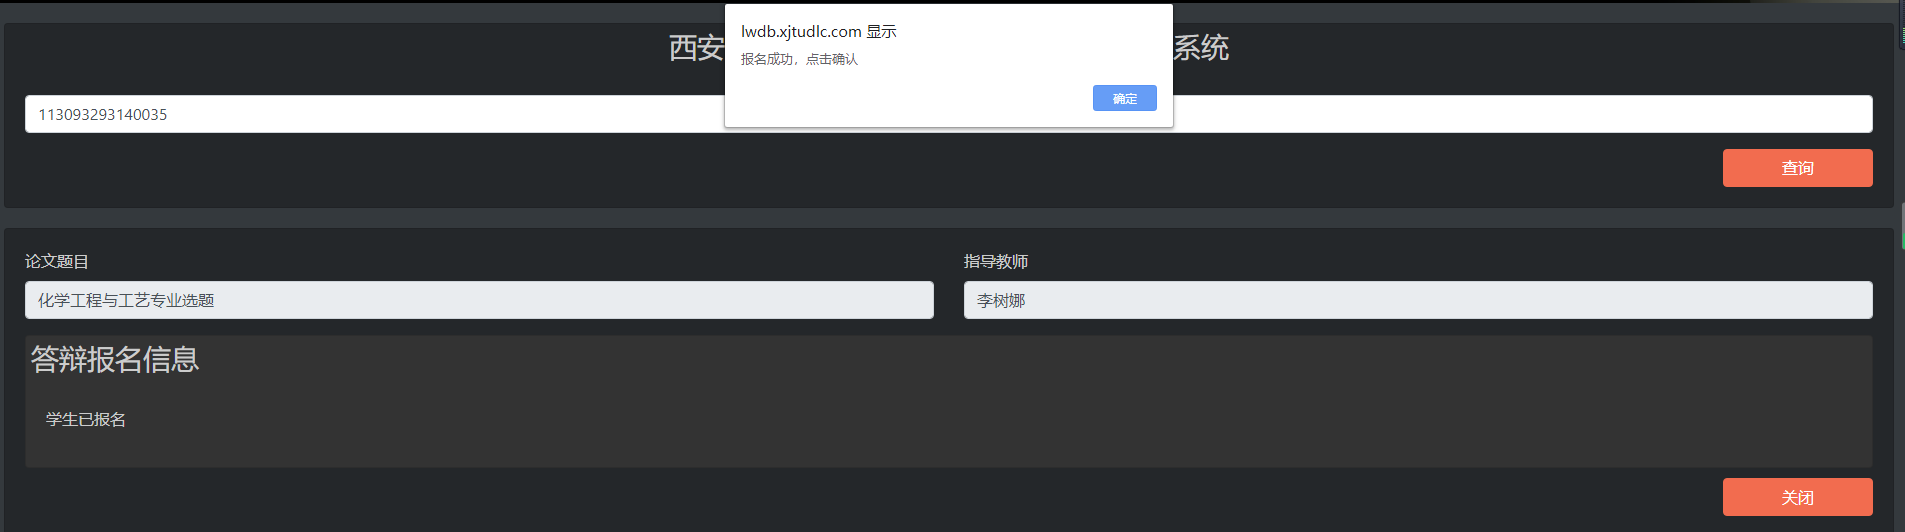 lwdb.xjtudlc.com 显示
报名成功，点击确认
确定
西安
系统
113093293140035
查询
论文题目
指导教师
化学工程与工艺专业选题
李树娜
答辩报名信息
学生已报名
关闭